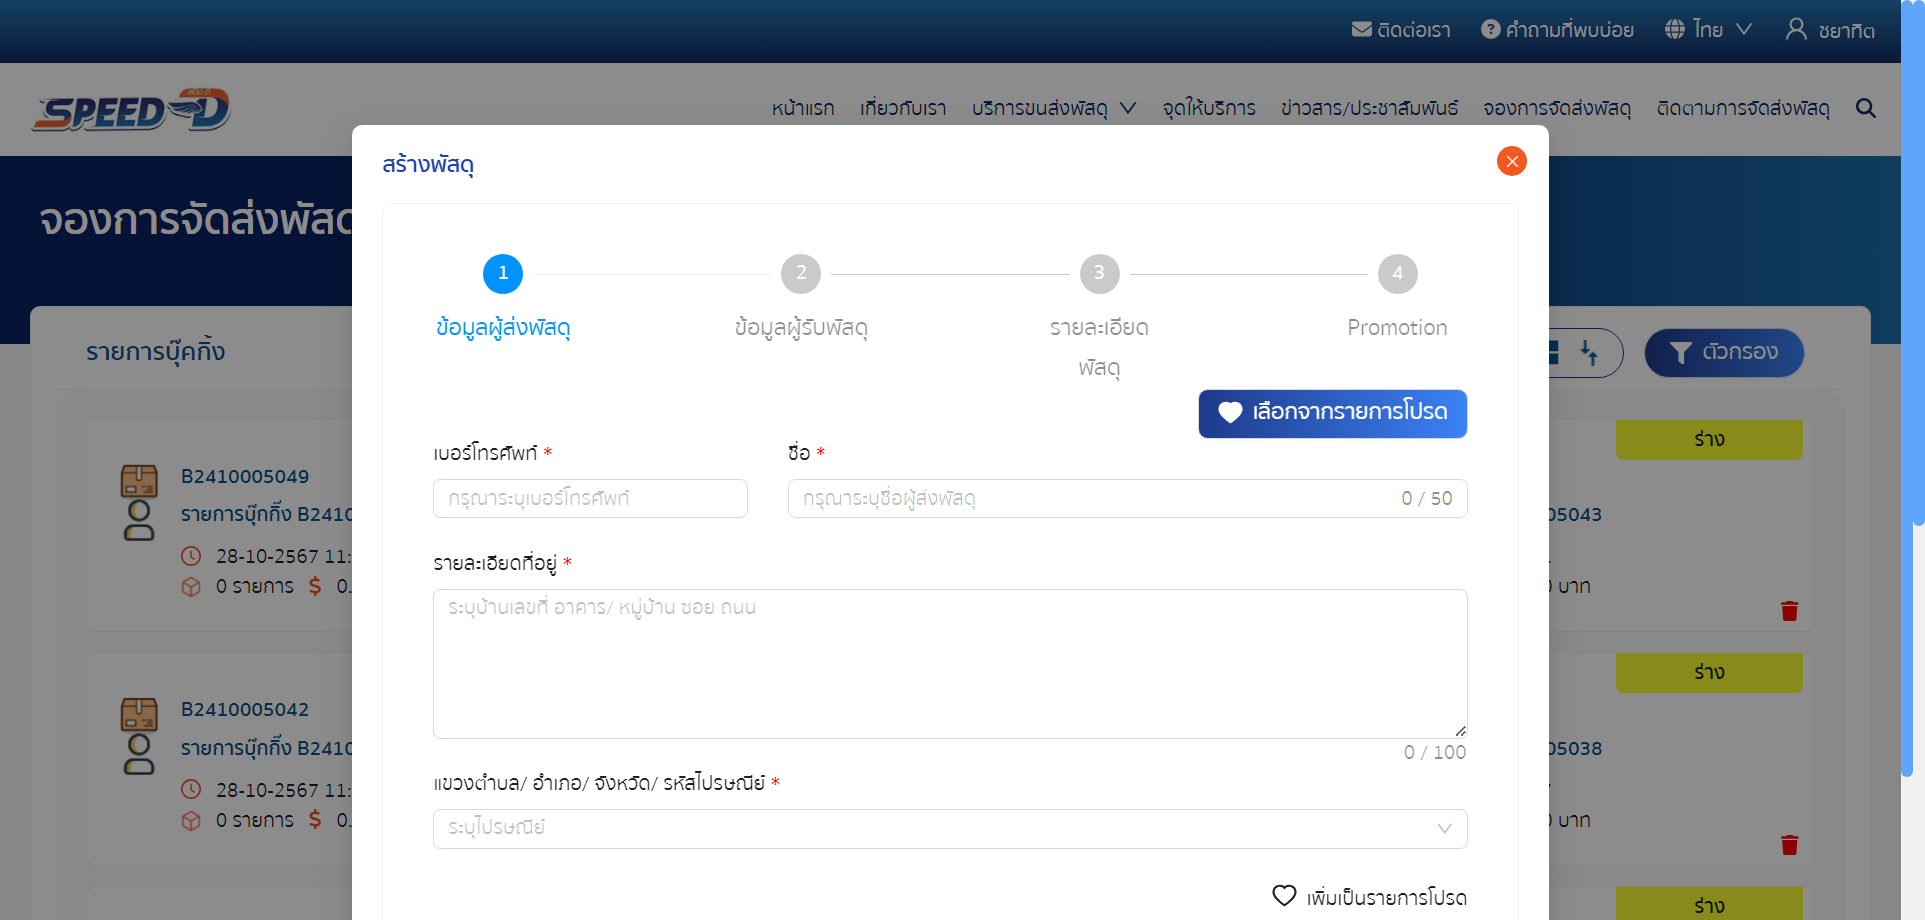 ติดต่อเรา คำถามที่พบบ่อย ไทย ชยาทิต
SPEED-D
หน้าแรก เกี่ยวกับเรา บริการขนส่งพัสดุ จุดให้บริการ ข่าวสาร/ประชาสัมพันธ์ จองการจัดส่งพัสดุ ติดตามการจัดส่งพัสดุ
สร้างพัสดุ
จองการจัดส่งพัสดุ
1 2 3 4
ข้อมูลผู้ส่งพัสดุ ข้อมูลผู้รับพัสดุ รายละเอียด Promotion
พัสดุ
รายการบุ๊คกิ้ง ตัวกรอง
เลือกจากรายการโปรด
ร่าง
เบอร์โทรศัพท์ * ชื่อ *
B2410005049
กรุณาระบุเบอร์โทรศัพท์ กรุณาระบุชื่อผู้ส่งพัสดุ 0 / 50
รายการบุ๊กกิ้ง B2410 05043
28-10-2567 11:
รายละเอียดที่อยู่ *
0 รายการ $ 0. บาท
ระบุบ้านเลขที่ อาคาร/ หมู่บ้าน ซอย ถนน
ร่าง
B2410005042
รายการบุ๊กกิ้ง B2410 05038
0 / 100
แขวงตำบล/ อำเภอ/ จังหวัด/ รหัสไปรษณีย์ *
28-10-2567 11:
0 รายการ $ 0. บาท
ระบุไปรษณีย์
เพิ่มเป็นรายการโปรด
ร่าง